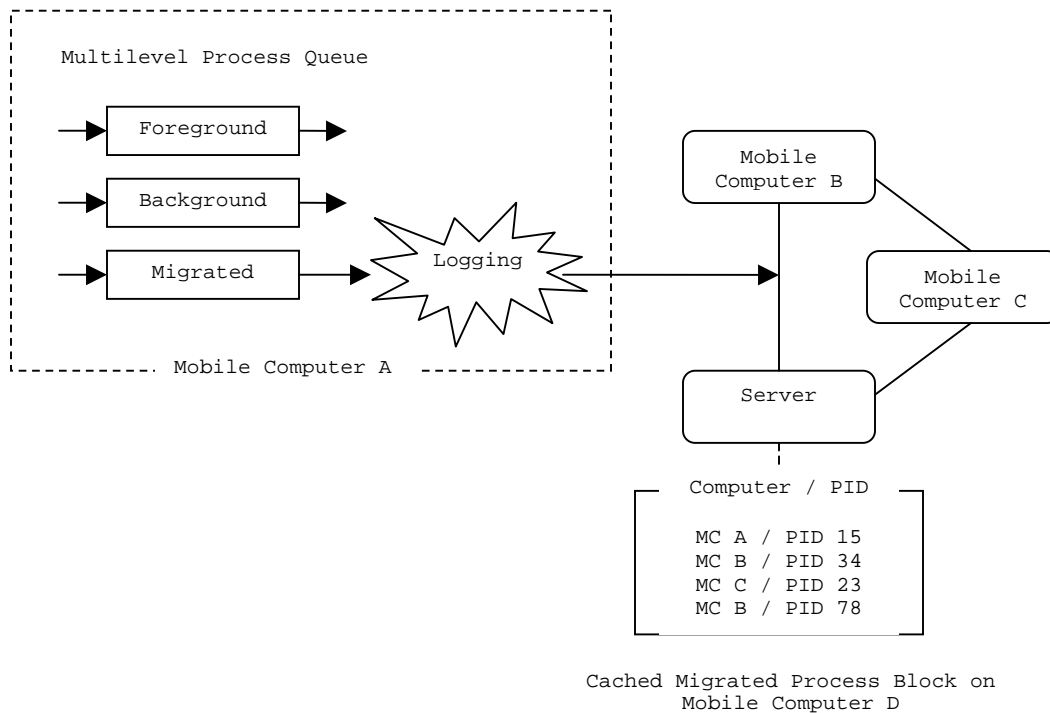 Multilevel Process Queue
Foreground
Background
Migrated
Logging
Mobile Computer A
Mobile
Computer B
Mobile
Computer C
Server
Computer / PID
MC A / PID 15
MC B / PID 34
MC C / PID 23
MC B / PID 78
Cached Migrated Process Block on
Mobile Computer D